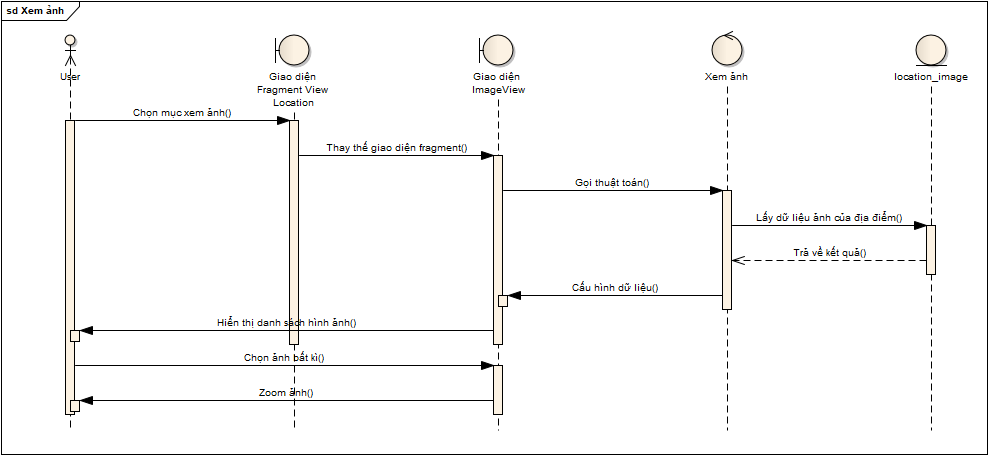 sd Xem ảnh
User
Giao diện
Fragment View
Location
Giao diện
ImageView
Xem ảnh
location_image
Chọn mục xem ảnh()
Thay thế giao diện fragment()
Gọi thuật toán()
Lấy dữ liệu ảnh của địa điểm()
Trả về kết quả()
Cấu hình dữ liệu()
Hiển thị danh sách hình ảnh()
Chọn ảnh bất kì()
Zoom ảnh()